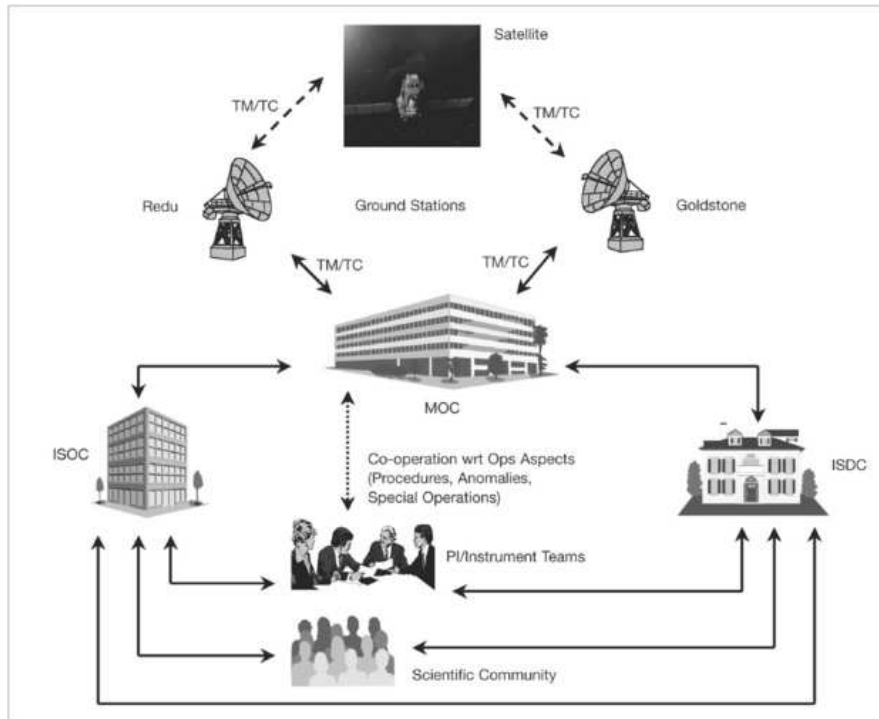 Satellite
TM/TC
TM/TC
Redu
Ground Stations
Goldstone
TM/TC
TM/TC
MOC
ISOC
Co-operation wrt Ops Aspects
(Procedures, Anomalies,
Special Operations)
ISDC
PI/Instrument Teams
Scientific Community